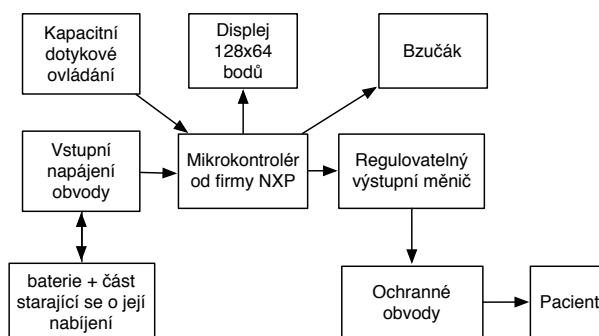 Kapacitní
dotykové
ovládání
Displej
128x64
bodů
Bzučák
Vstupní
napájení
obvody
Mikrokontrolér
od firmy NXP
Regulovatelný
výstupní měnič
baterie + část
starající se o její
nabíjení
Ochranné
obvody
Pacient